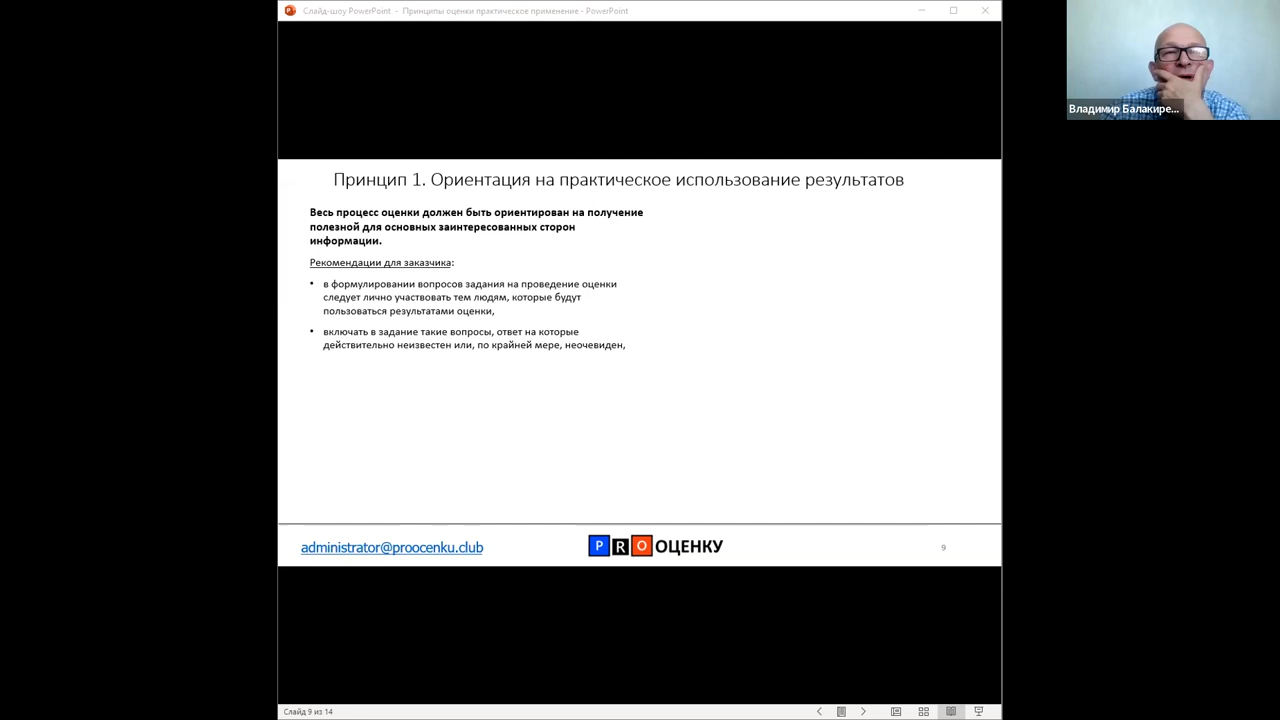 Слайд-шоу PowerPoint - Принципы оценки практическое применение - PowerPoint
Владимир Балакире...
Принцип 1. Ориентация на практическое использование результатов
Весь процесс оценки должен быть ориентирован на получение
полезной для основных заинтересованных сторон
информации.
Рекомендации для заказчика:
• в формулировании вопросов задания на проведение оценки
следует лично участвовать тем людям, которые будут
пользоваться результатами оценки,
• включать в задание такие вопросы, ответ на которые
действительно неизвестен или, по крайней мере, неочевиден,
administrator@proocenku.club
PRO ОЦЕНКУ
9
Слайд 9 из 14